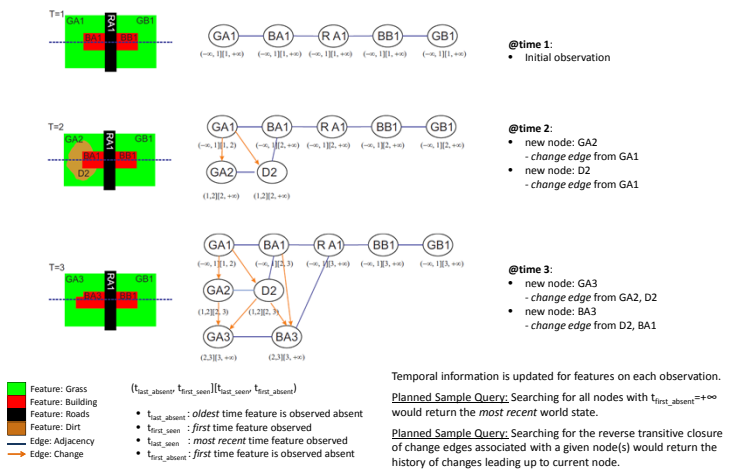 T=1
GA1
RA1
GB1
BA1
BB1
GA1
BA1
R A1
BB1
GB1
(-∞, 1][1, +∞)
(-∞, 1][1, +∞)
(-∞, 1][1, +∞)
(-∞, 1][1, +∞)
(-∞, 1][1, +∞)
@time 1:
• Initial observation
T=2
GA2
RA1
GB1
BA1
BB1
D2
GA1
BA1
R A1
BB1
GB1
(-∞, 1][1, 2)
(-∞, 1][2, +∞)
(-∞, 1][2, +∞)
(-∞, 1][2, +∞)
(-∞, 1][2, +∞)
GA2
D2
(1,2][2, +∞)
(1,2][2, +∞)
@time 2:
• new node: GA2
- change edge from GA1
• new node: D2
- change edge from GA1
T=3
GA3
RA1
GB1
BA3
BB1
GA1
BA1
R A1
BB1
GB1
(-∞, 1][1, 2)
(-∞, 1][2, 3)
(-∞, 1][3, +∞)
(-∞, 1][3, +∞)
(-∞, 1][3, +∞)
GA2
D2
(1,2][2, 3)
(1,2][2, 3)
GA3
BA3
(2,3][3, +∞)
(2,3][3, +∞)
@time 3:
• new node: GA3
- change edge from GA2, D2
• new node: BA3
- change edge from D2, BA1
Feature: Grass
Feature: Building
Feature: Roads
Feature: Dirt
Edge: Adjacency
Edge: Change
(tlast_absent, tfirst_seen][tlast_seen, tfirst_absent)
• tlast_absent : oldest time feature is observed absent
• tfirst_seen : first time feature observed
• tlast_seen : most recent time feature observed
• tfirst_absent : first time feature is observed absent
Temporal information is updated for features on each observation.
Planned Sample Query: Searching for all nodes with tfirst_absent=+∞
would return the most recent world state.
Planned Sample Query: Searching for the reverse transitive closure
of change edges associated with a given node(s) would return the
history of changes leading up to current node.